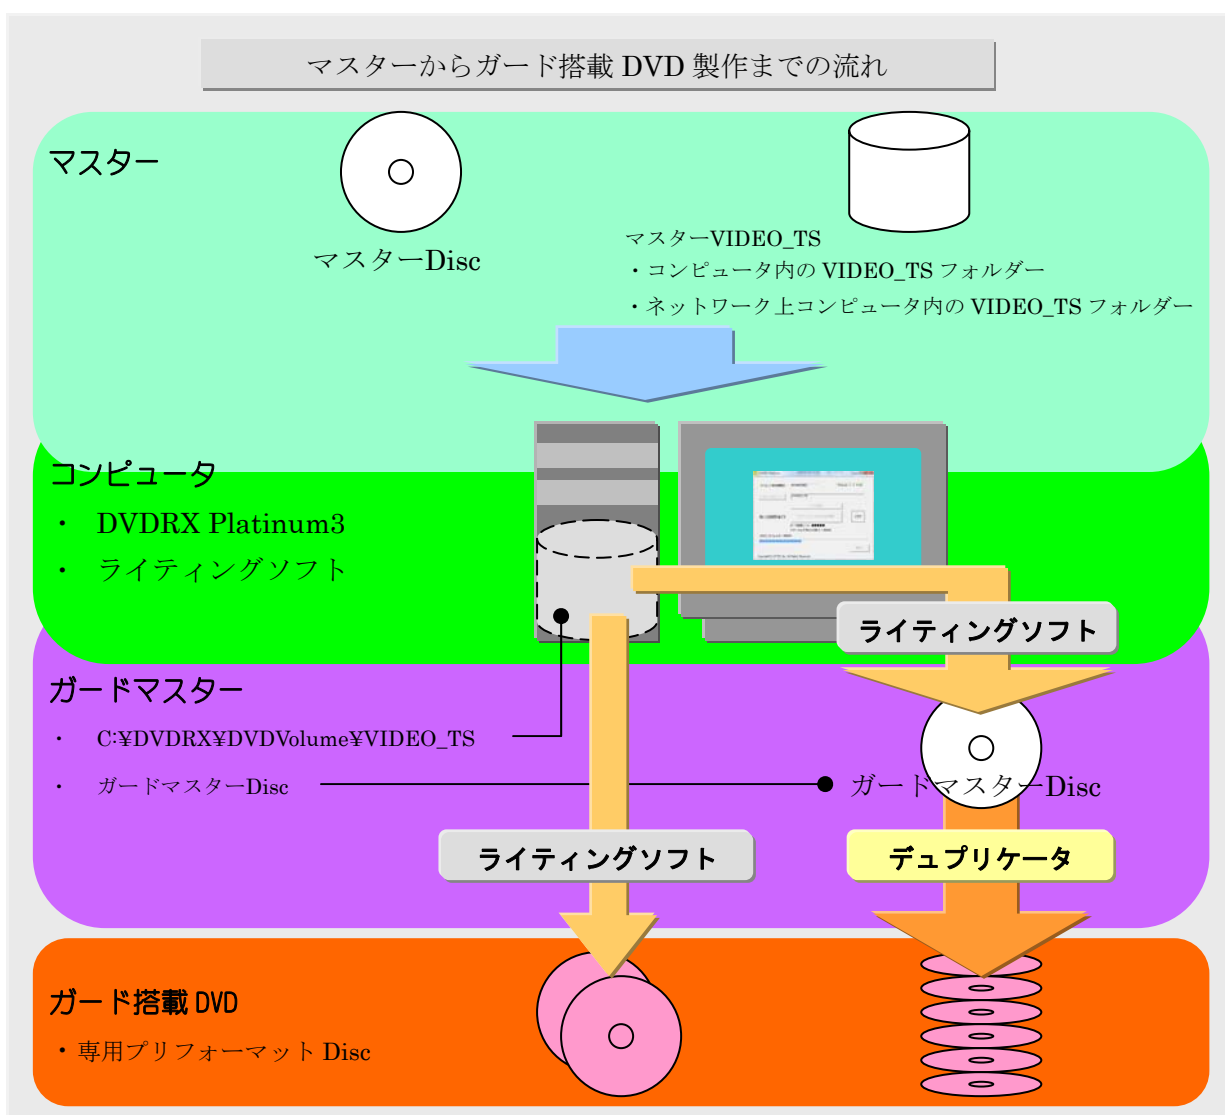 マスターからガード搭載 DVD 製作までの流れ
マスター
マスターDisc
マスターVIDEO_TS
・コンピュータ内の VIDEO_TS フォルダー
・ネットワーク上コンピュータ内の VIDEO_TS フォルダー
コンピュータ
・ DVDRX Platinum3
・ ライティングソフト
ライティングソフト
ガードマスター
・ C:¥DVDRX¥DVDVolume¥VIDEO_TS
・ ガードマスターDisc
ガードマスターDisc
ライティングソフト
デュプリケータ
ガード搭載 DVD
・専用プリフォーマット Disc